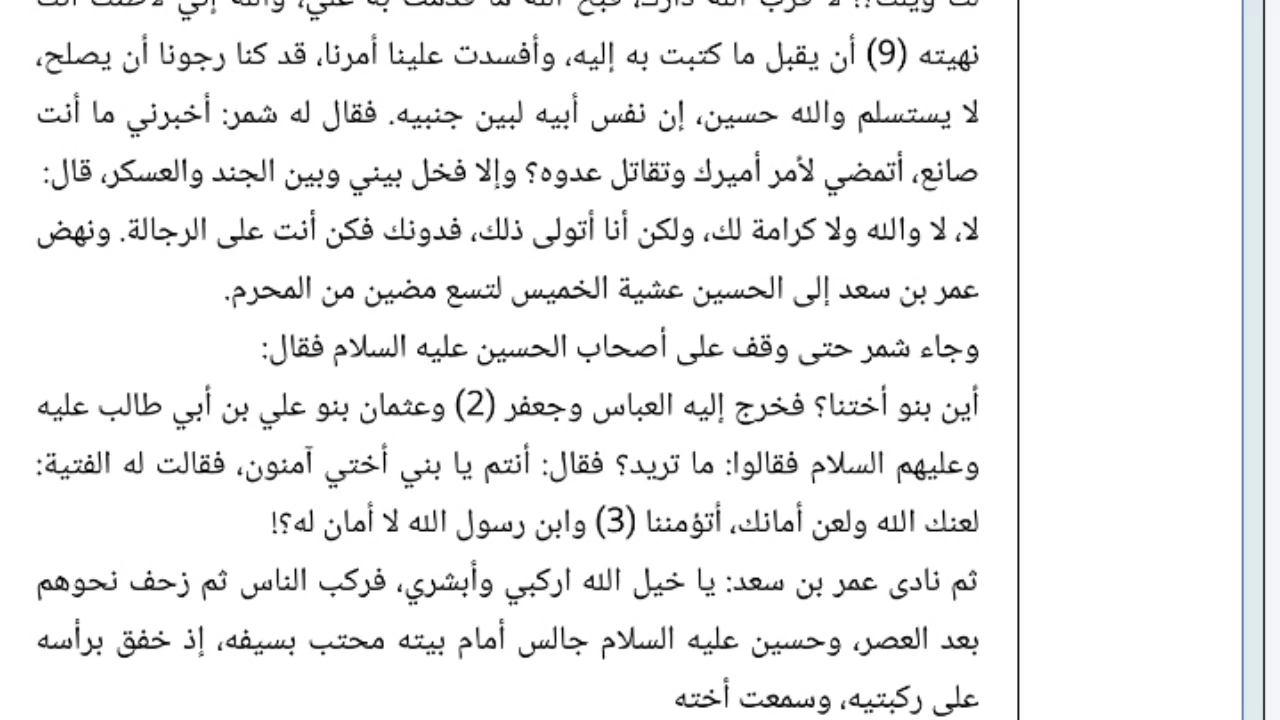 نهيته (9) أن يقبل ما كتبت به إليه، وأفسدت علينا أمرنا، قد كنا رجونا أن يصلح،
لا يستسلم والله حسين، إن نفس أبيه لبين جنبيه. فقال له شمر: أخبرني ما أنت
صانع، أتمضي لأمر أميرك وتقاتل عدوه؟ وإلا فخل بيني وبين الجند والعسكر، قال:
لا، لا والله ولا كرامة لك، ولكن أنا أتولى ذلك، فدونك فكن أنت على الرجالة. ونهض
عمر بن سعد إلى الحسين عشية الخميس لتسع مضين من المحرم.
وجاء شمر حتى وقف على أصحاب الحسين عليه السلام فقال:
أين بنو أختنا؟ فخرج إليه العباس وجعفر (2) وعثمان بنو علي بن أبي طالب عليه
وعليهم السلام فقالوا: ما تريد؟ فقال: أنتم يا بني أختي آمنون، فقالت له الفتية:
لعنك الله ولعن أمانك، أتؤمننا (3) وابن رسول الله لا أمان له؟!
ثم نادى عمر بن سعد: يا خيل الله اركبي وأبشري، فركب الناس ثم زحف نحوهم
بعد العصر، وحسين عليه السلام جالس أمام بيته محتب بسيفه، إذ خفق برأسه
على ركبتيه، وسمعت أخته